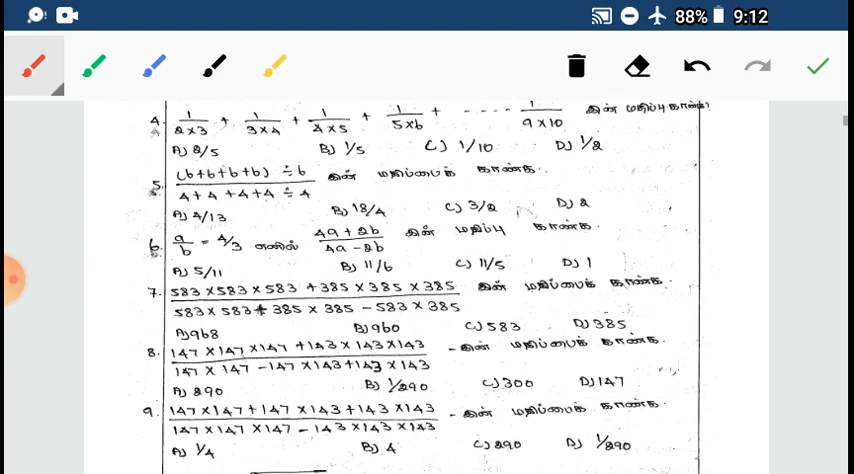 88% 9:12
4. 1/2×3 + 1/3×4 + 1/4×5 + 1/5×6 + ----- 1/9×10 இன் மதிப்பு காண்க!
A) 2/5 B) 1/5 C) 1/10 D) 1/2
5. (6+6+6+6) ÷6 / 4+4+4+4 ÷4 இன் மதிப்பைக் காண்க.
A) 4/13 B) 18/4 C) 3/2 D) 2
6. a/b = 4/3 எனில் 4a+2b / 4a-2b இன் மதிப்பு காண்க.
A) 5/11 B) 11/6 C) 11/5 D) 1
7. 583×583×583 +385×385×385 / 583×583+385×385 -583×385 இன் மதிப்பைக் காண்க.
A) 968 B) 960 C) 583 D) 385
8. 147×147×147 +143×143×143 / 147×147 -147×143+143×143 -இன் மதிப்பைக் காண்க.
A) 290 B) 1/290 C) 300 D) 147
9. 147×147+147×143+143×143 / 147×147×147 -143×143×143 -இன் மதிப்பைக் காண்க.
A) 1/4 B) 4 C) 290 D) 1/290